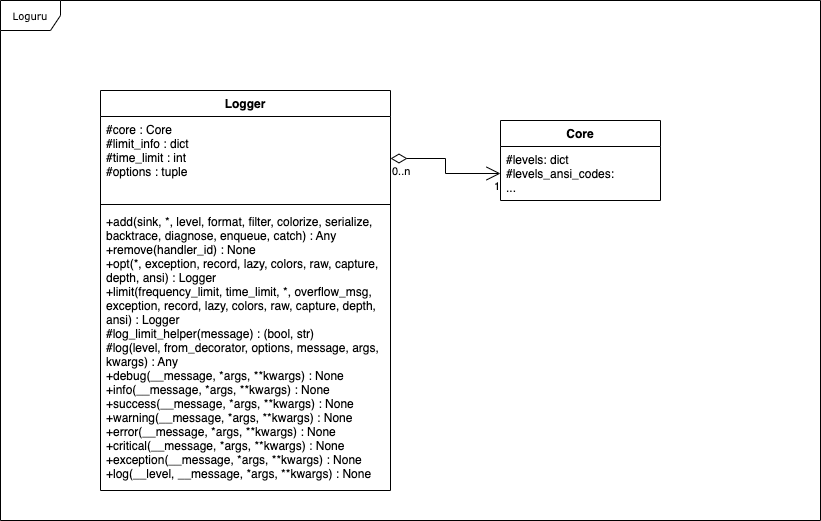 Loguru
Logger
#core : Core
#limit_info : dict
#time_limit : int
#options : tuple
+add(sink, *, level, format, filter, colorize, serialize,
backtrace, diagnose, enqueue, catch) : Any
+remove(handler_id) : None
+opt(*, exception, record, lazy, colors, raw, capture,
depth, ansi) : Logger
+limit(frequency_limit, time_limit, *, overflow_msg,
exception, record, lazy, colors, raw, capture, depth,
ansi) : Logger
#log_limit_helper(message) : (bool, str)
#log(level, from_decorator, options, message, args,
kwargs) : Any
+debug(__message, *args, **kwargs) : None
+info(__message, *args, **kwargs) : None
+success(__message, *args, **kwargs) : None
+warning(__message, *args, **kwargs) : None
+error(__message, *args, **kwargs) : None
+critical(__message, *args, **kwargs) : None
+exception(__message, *args, **kwargs) : None
+log(__level, __message, *args, **kwargs) : None
0..n
1
Core
#levels: dict
#levels_ansi_codes:
...